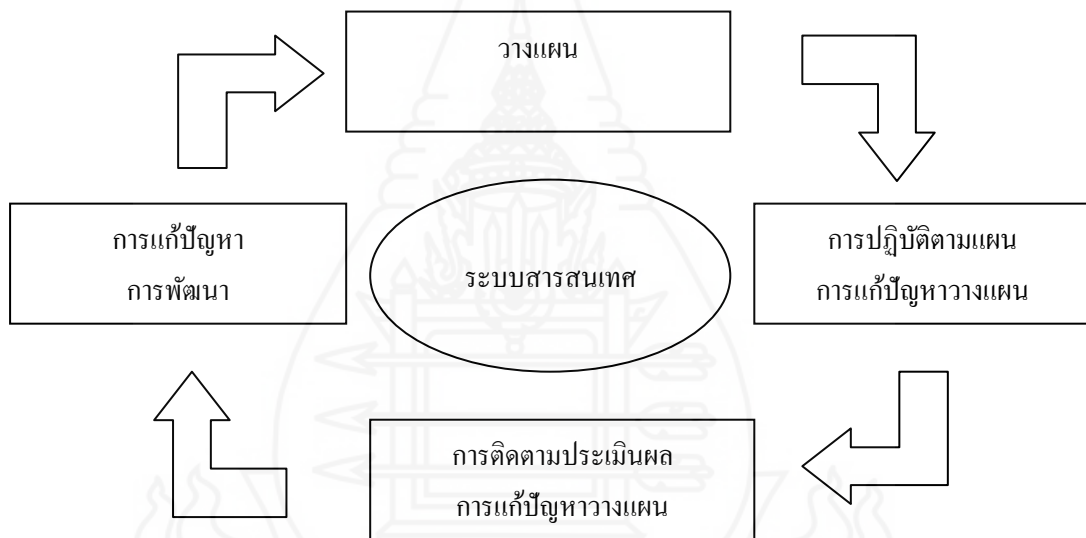 วางแผน
การแก้ปัญหา
การพัฒนา
ระบบสารสนเทศ
การปฏิบัติตามแผน
การแก้ปัญหาวางแผน
การติดตามประเมินผล
การแก้ปัญหาวางแผน